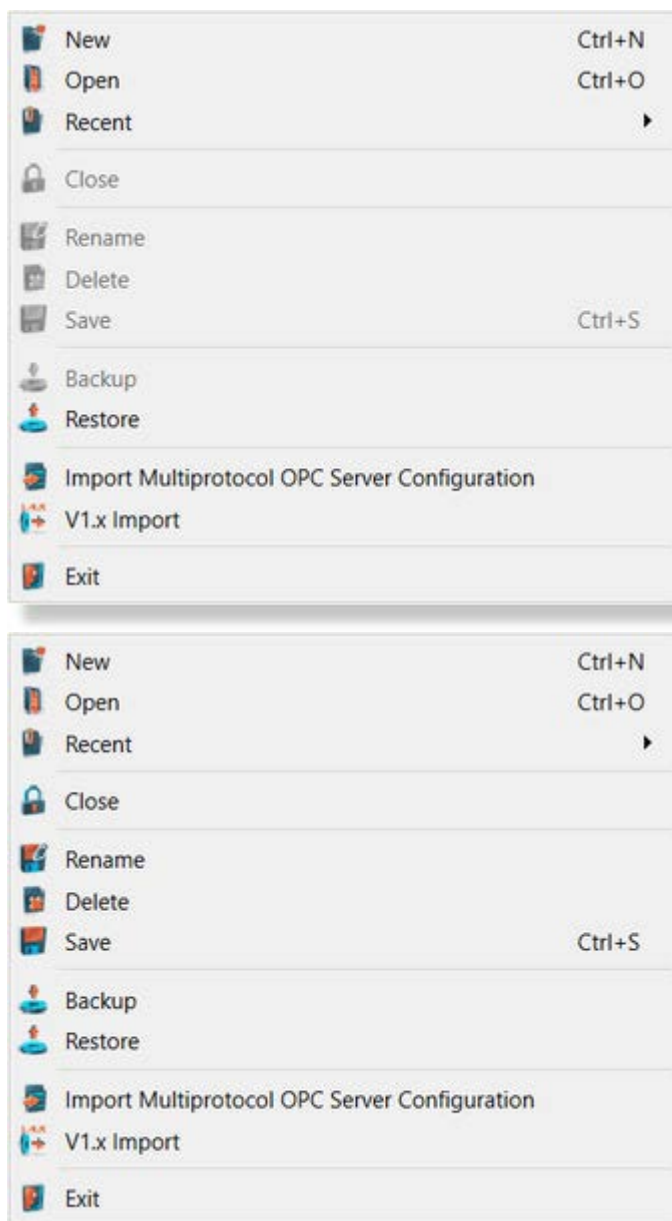 New Ctrl+N
Open Ctrl+O
Recent
Close
Rename
Delete
Save Ctrl+S
Backup
Restore
Import Multiprotocol OPC Server Configuration
V1.x Import
Exit
New Ctrl+N
Open Ctrl+O
Recent
Close
Rename
Delete
Save Ctrl+S
Backup
Restore
Import Multiprotocol OPC Server Configuration
V1.x Import
Exit